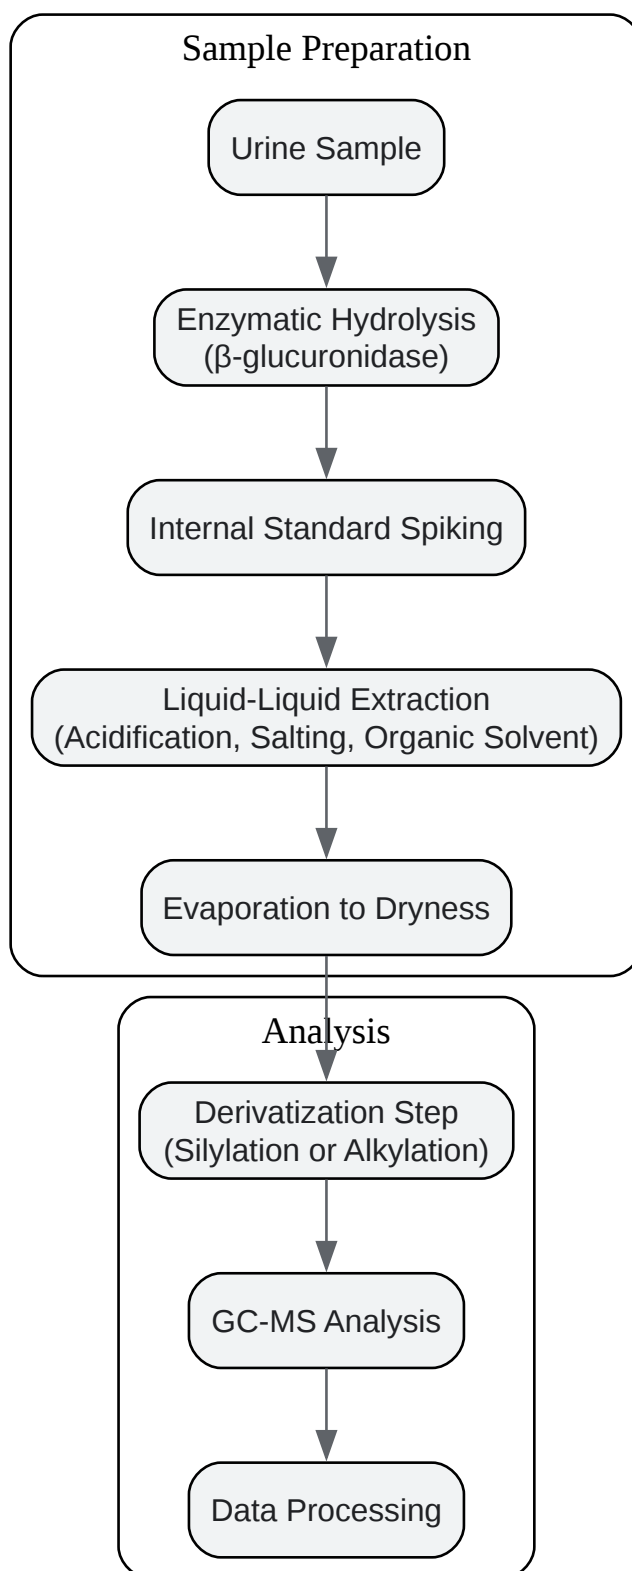 Sample Preparation
Urine Sample
Enzymatic Hydrolysis
(β-glucuronidase)
Internal Standard Spiking
Liquid-Liquid Extraction
(Acidification, Salting, Organic Solvent)
Evaporation to Dryness
Analysis
Derivatization Step
(Silylation or Alkylation)
GC-MS Analysis
Data Processing